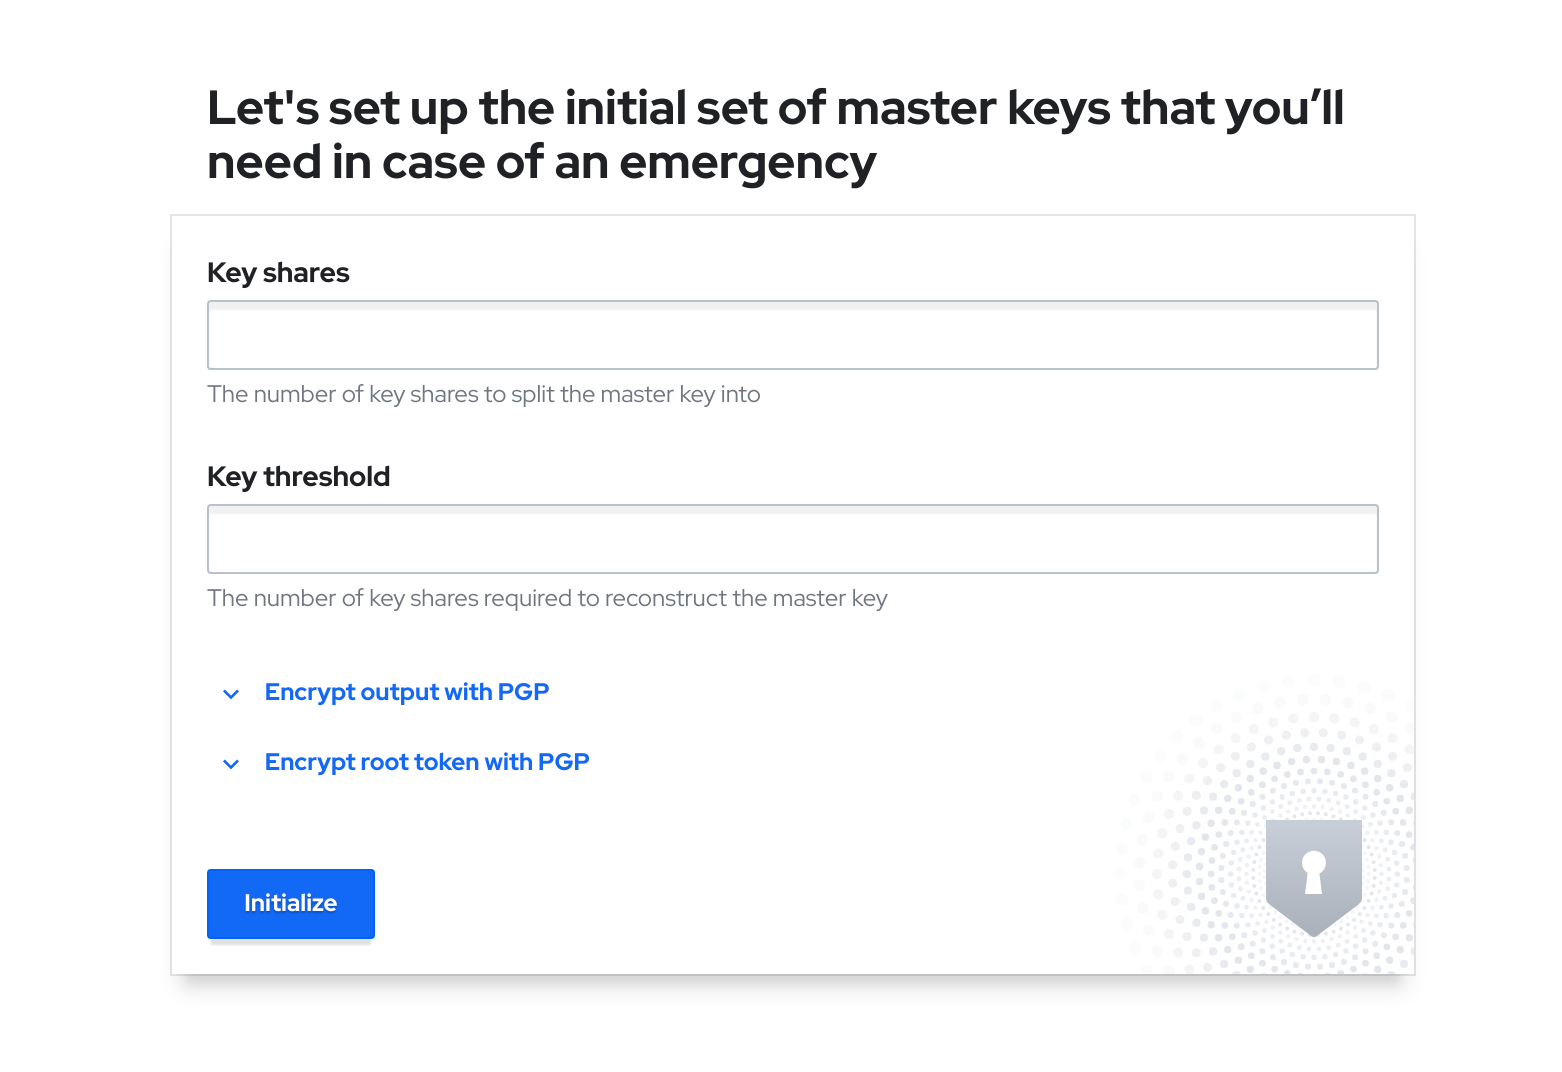 Let's set up the initial set of master keys that you’ll
need in case of an emergency
Key shares
The number of key shares to split the master key into
Key threshold
The number of key shares required to reconstruct the master key
Encrypt output with PGP
Encrypt root token with PGP
Initialize